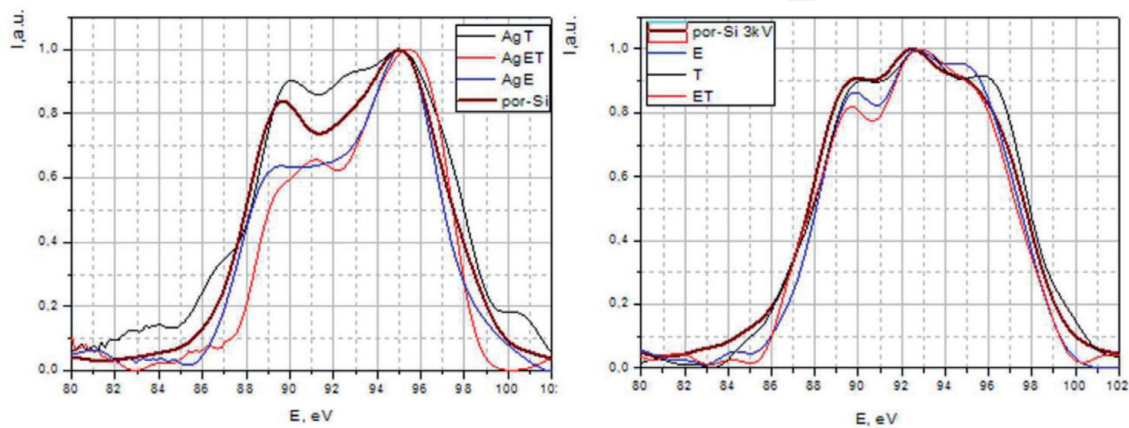 I,a.u.
1.0
0.8
0.6
0.4
0.2
0.0
80 82 84 86 88 90 92 94 96 98 100 10
E, eV
AgT
AgET
AgE
por-Si
I,a.u.
1.0
0.8
0.6
0.4
0.2
0.0
80 82 84 86 88 90 92 94 96 98 100 102
E, eV
por-Si 3kV
E
T
ET